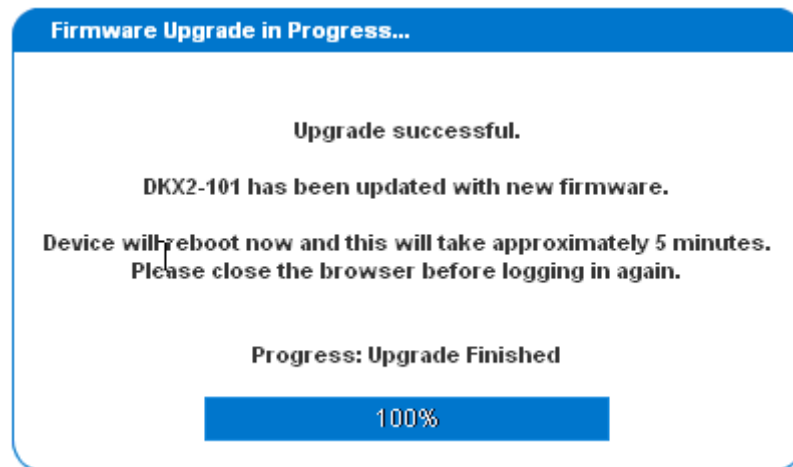 Firmware Upgrade in Progress...
Upgrade successful.
DKX2-101 has been updated with new firmware.
Device will reboot now and this will take approximately 5 minutes.
Please close the browser before logging in again.
Progress: Upgrade Finished
100%